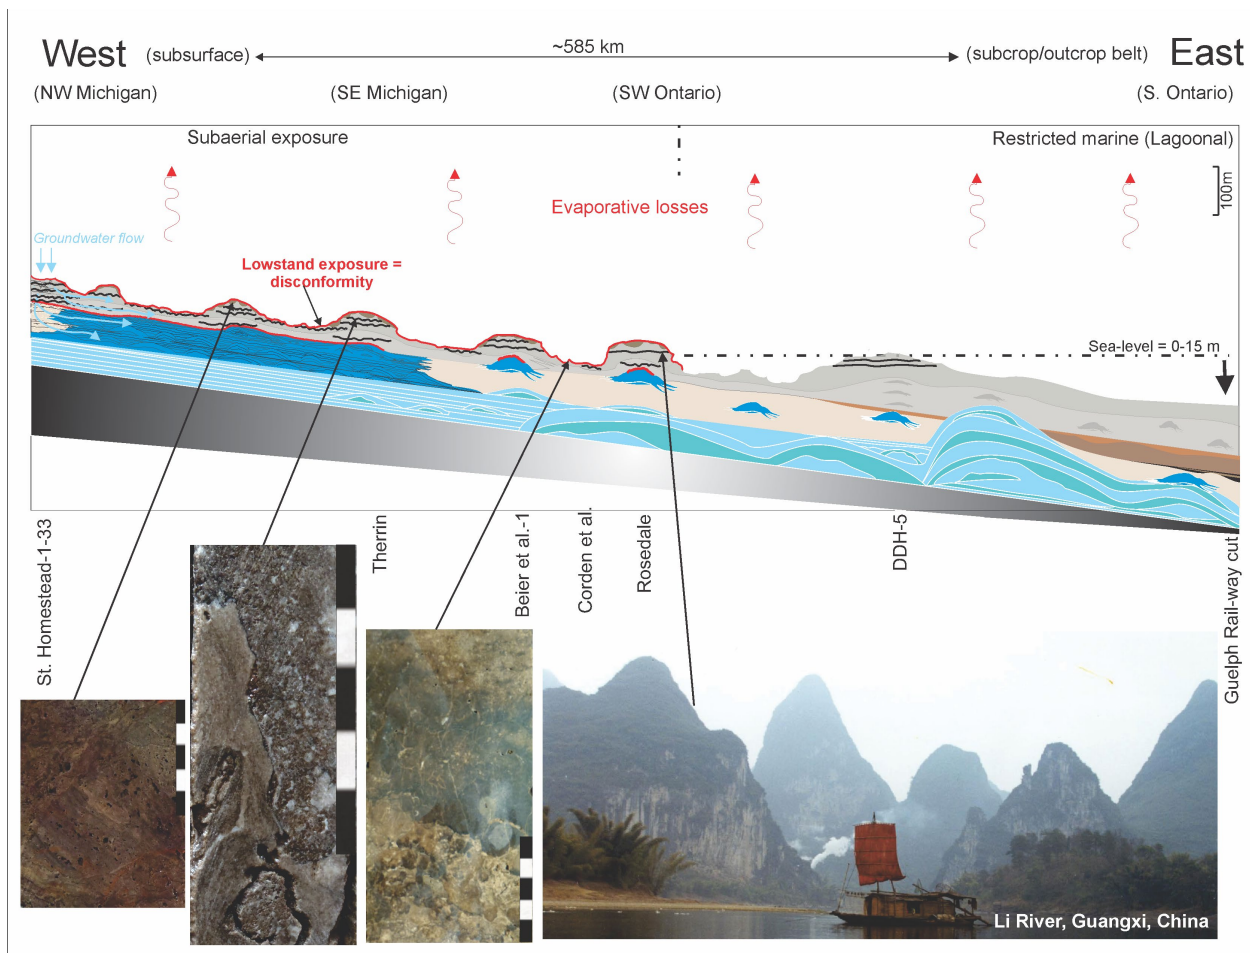 West (subsurface) ~585 km (subcrop/outcrop belt) East
(NW Michigan) (SE Michigan) (SW Ontario) (S. Ontario)
Subaerial exposure Restricted marine (Lagoonal)
100m
Evaporative losses
Groundwater flow
Lowstand exposure =
disconformity
Sea-level = 0-15 m
St. Homestead-1-33
Therrin
Beier et al.-1
Corden et al.
Rosedale
DDH-5
Guelph Rail-way cut
Li River, Guangxi, China